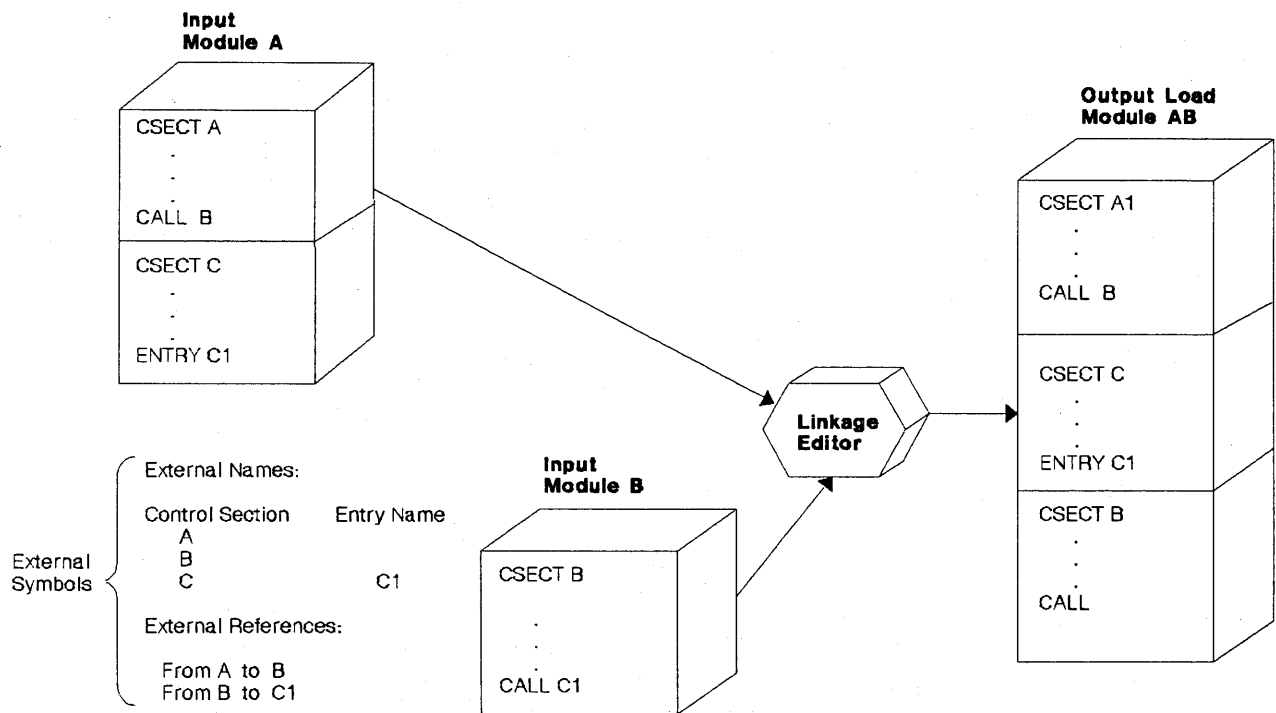 Input
Module A
CSECT A
.
.
.
CALL B
CSECT C
.
.
.
ENTRY C1
External Names:
Control Section Entry Name
A
B
C C1
External
Symbols
External References:
From A to B
From B to C1
Input
Module B
CSECT B
.
.
.
CALL C1
Linkage
Editor
Output Load
Module AB
CSECT A1
.
.
.
CALL B
CSECT C
.
.
.
ENTRY C1
CSECT B
.
.
.
CALL